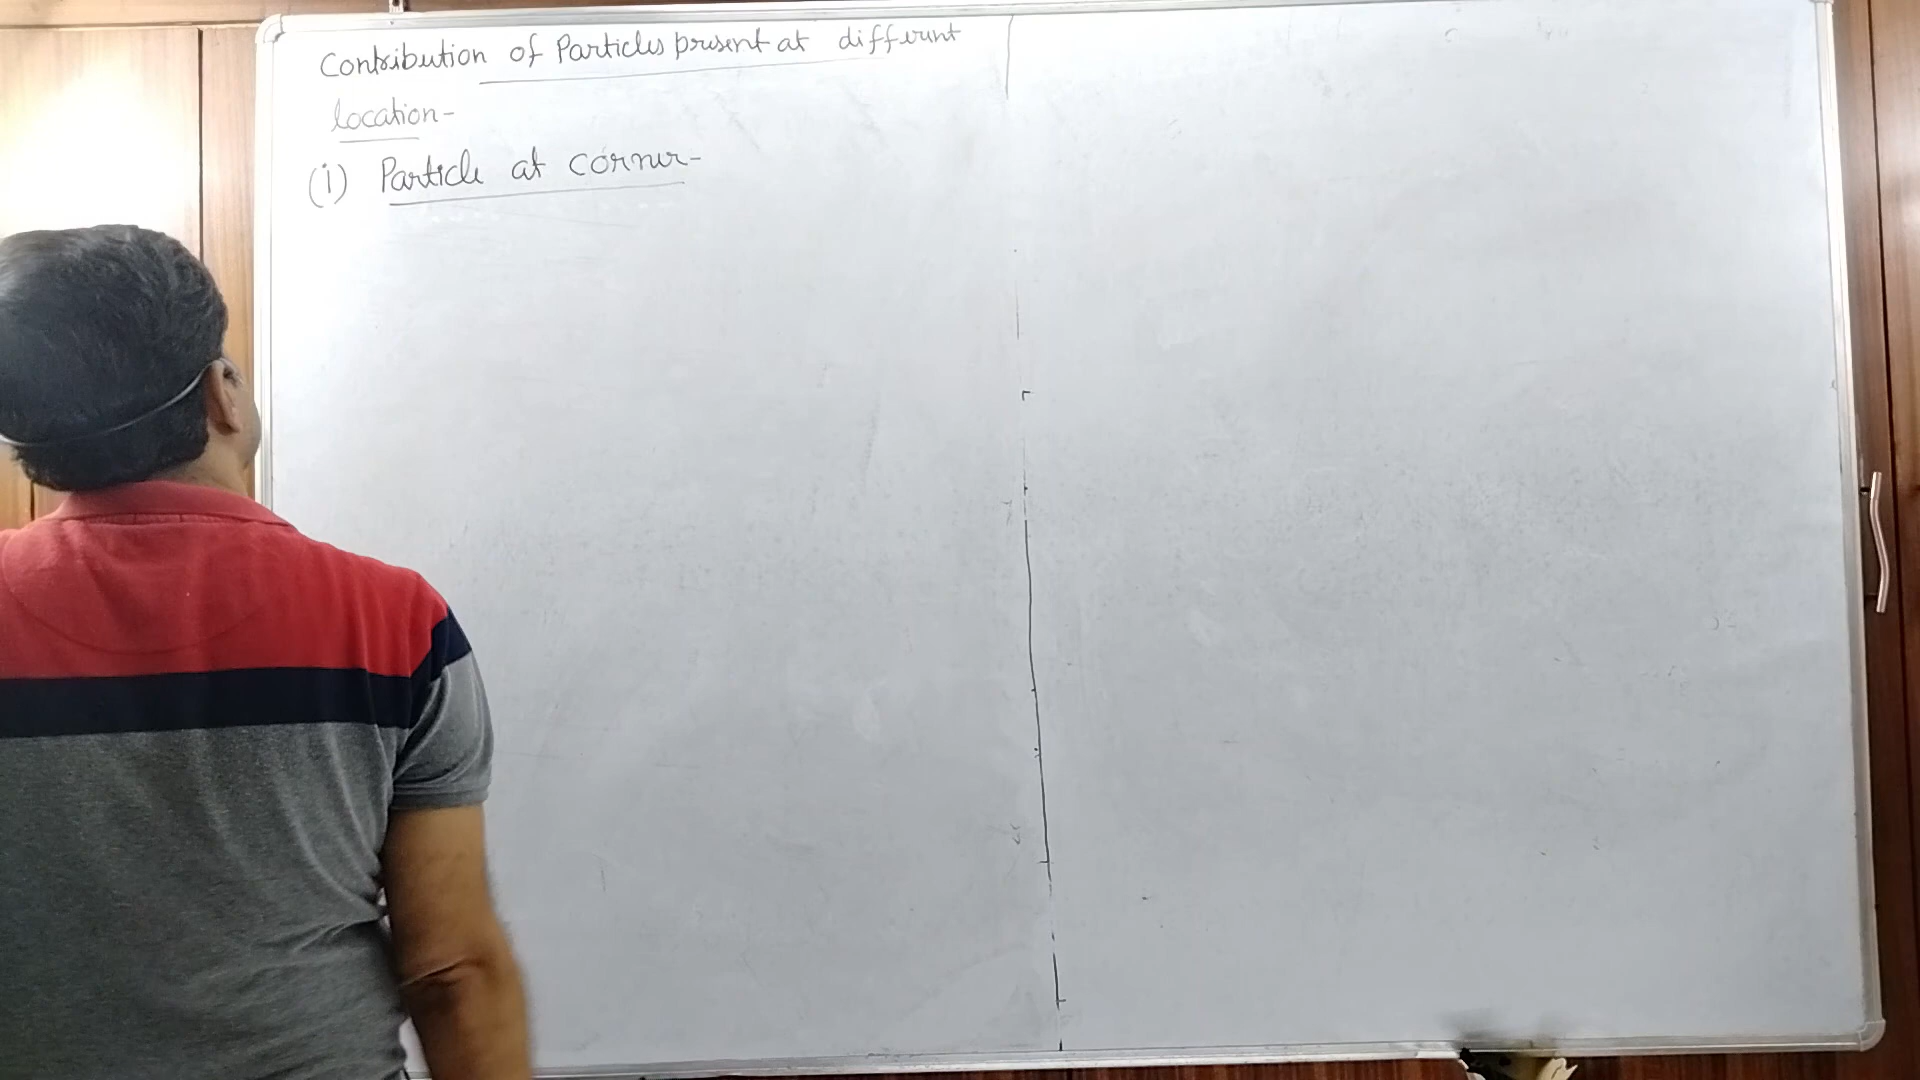 Contribution of Particles present at different
location-
(i) Particle at corner-